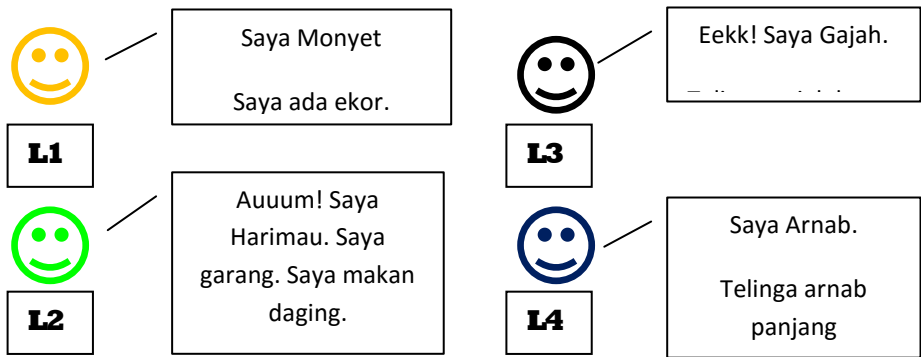 Saya Monyet
Saya ada ekor.
L1
Eekk! Saya Gajah.
L3
Auuum! Saya
Harimau. Saya
garang. Saya makan
daging.
L2
Saya Arnab.
Telinga arnab
panjang
L4